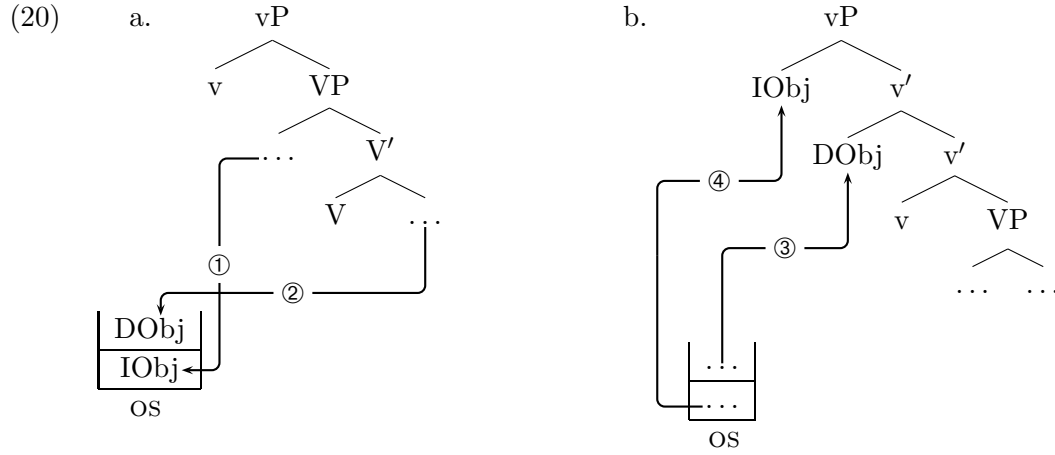 (20) a. vP b. vP
v VP IObj v′
... V′ DObj v′
④
V ... v VP
③
①
② ... ...
DObj
IObj ...
os ...
os